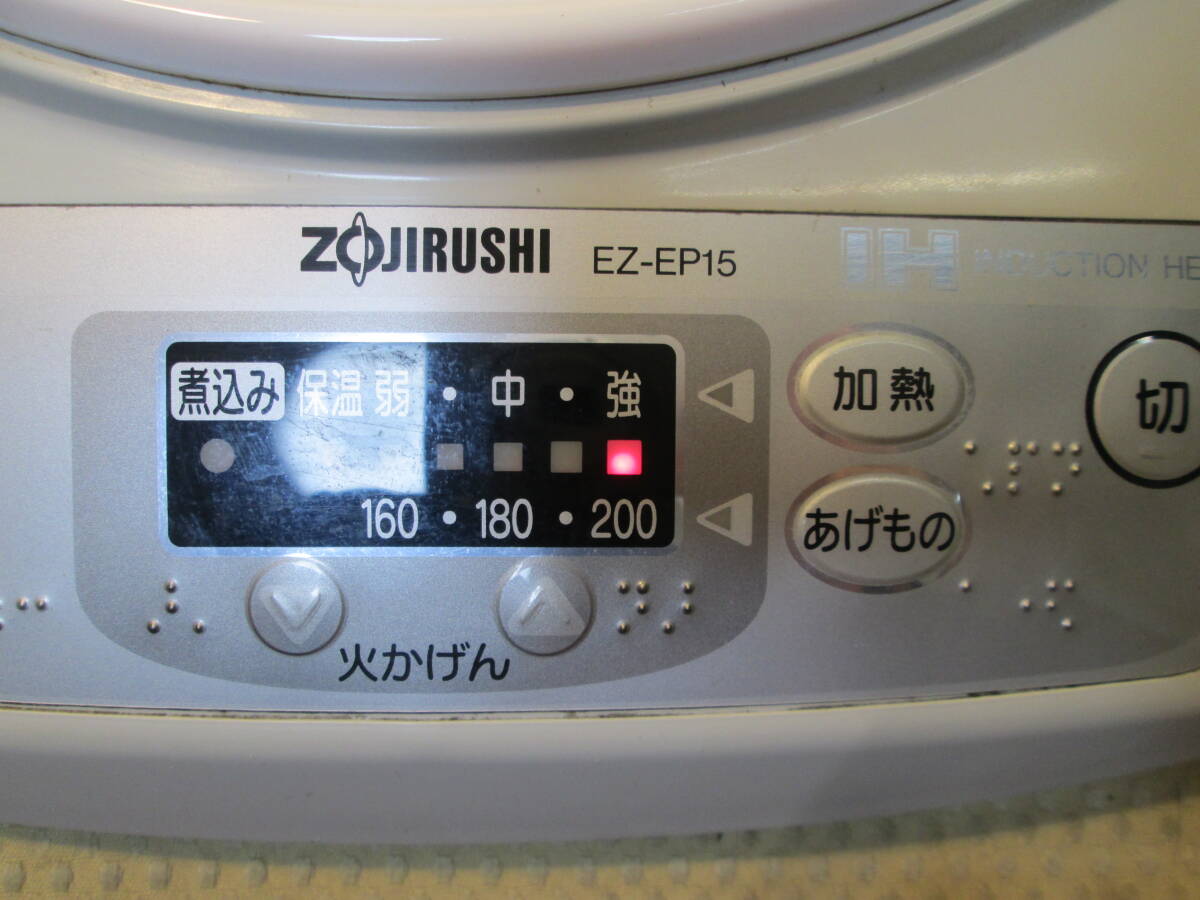 ZOJIRUSHI EZ-EP15 IH INDUCTION HE
煮込み 保温 弱 ・ 中 ・ 強
160 ・ 180 ・ 200
加熱
切
あげもの
火かげん